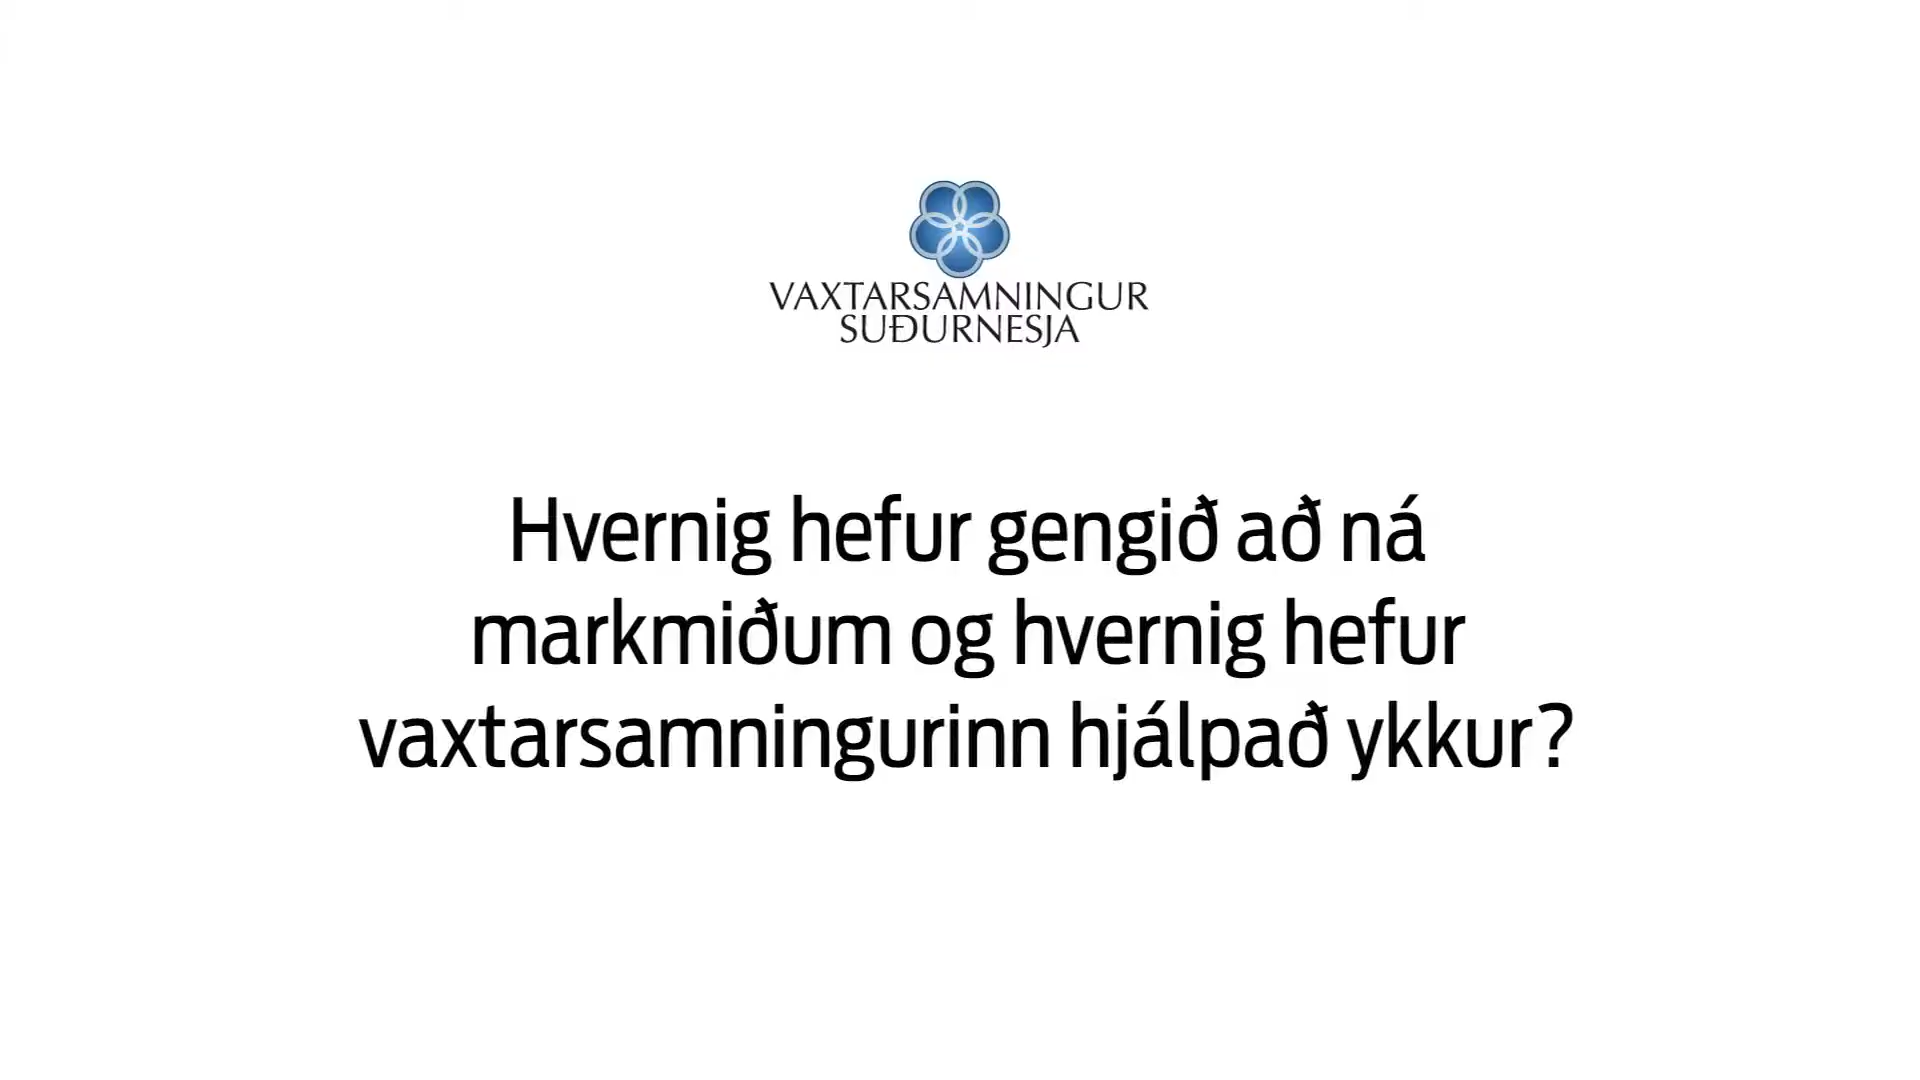 VAXTARSAMNINGUR
SUÐURNESJA
Hvernig hefur gengið að ná
markmiðum og hvernig hefur
vaxtarsamningurinn hjálpað ykkur?